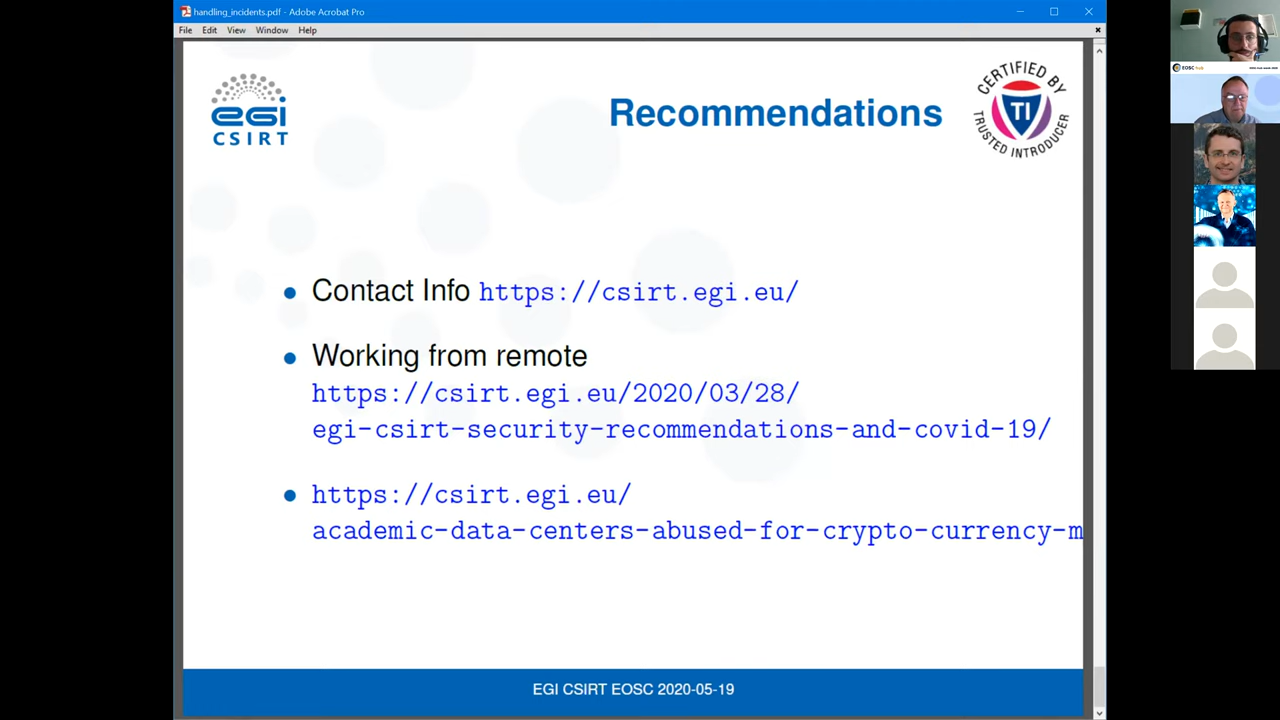 handling_incidents.pdf - Adobe Acrobat Pro
File Edit View Window Help
egi
CSIRT
Recommendations
CERTIFIED BY
TI
TRUSTED INTRODUCER
• Contact Info https://csirt.egi.eu/
• Working from remote
https://csirt.egi.eu/2020/03/28/
egi-csirt-security-recommendations-and-covid-19/
• https://csirt.egi.eu/
academic-data-centers-abused-for-crypto-currency-m
EGI CSIRT EOSC 2020-05-19
EOSC-hub